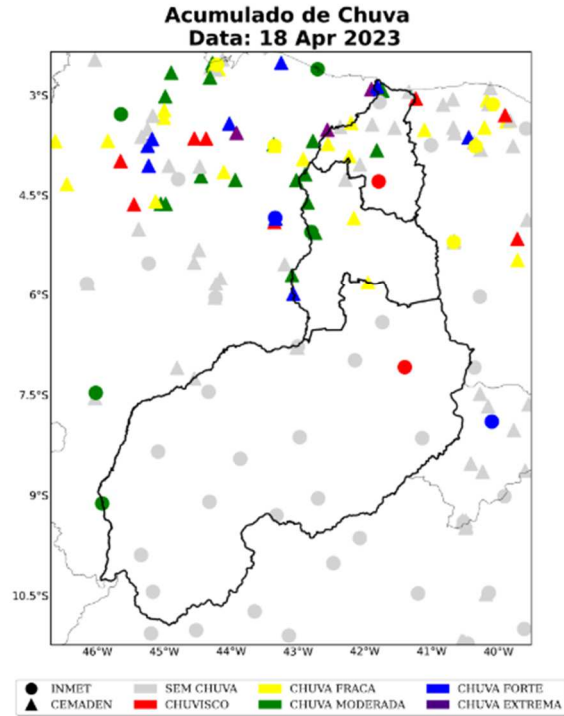 Acumulado de Chuva
Data: 18 Apr 2023
3°S
4.5°S
6°S
7.5°S
9°S
10.5°S
46°W 45°W 44°W 43°W 42°W 41°W 40°W
INMET SEM CHUVA CHUVA FRACA CHUVA FORTE
CEMADEN CHUVISCO CHUVA MODERADA CHUVA EXTREMA